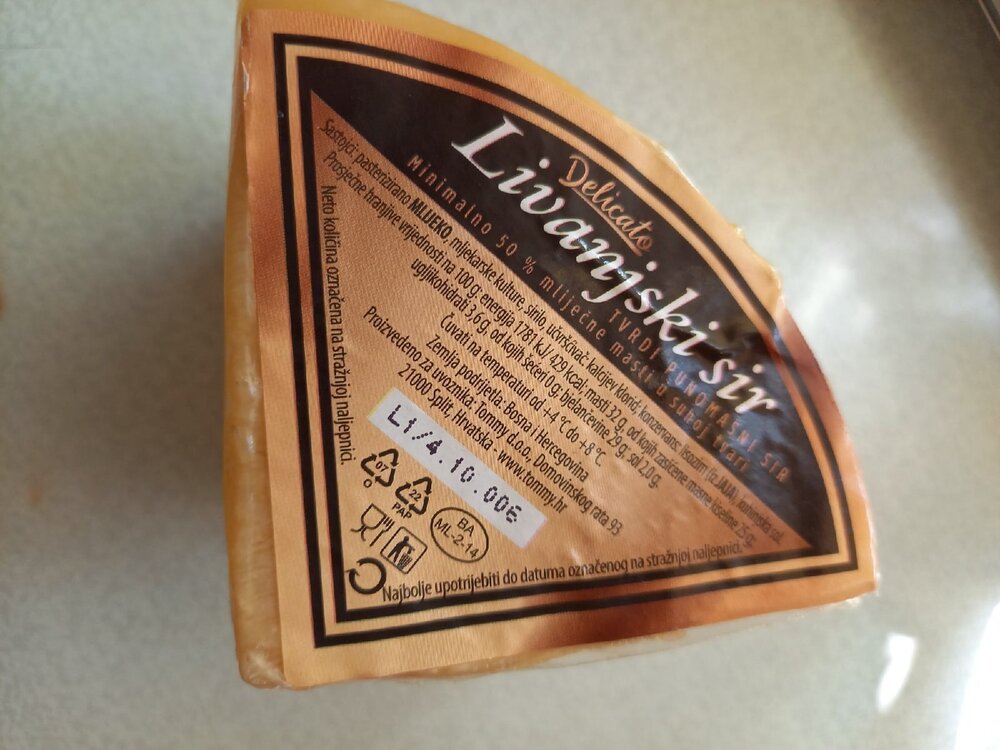 Delicato
Livanjski sir
TVRDI PUNOMASNI SIR
Minimalno 50 % mliječne masti u suhoj tvari
Sastojci: pasterizirano MLIJEKO, mljekarske kulture, sirilo, učvršćivač: kalcijev klorid; konzervans: lisozim (iz JAJA), kuhinjska sol.
Prosječne hranjive vrijednosti na 100 g: energija 1781 kJ / 429 kcal; masti 32 g, od kojih zasićene masne kiseline 25 g;
ugljikohidrati 3,6 g, od kojih šećeri 0 g; bjelančevine 29 g; sol 2,0 g.
Čuvati na temperaturi od +4 °C do +8 °C
Zemlja podrijetla: Bosna i Hercegovina
Proizvedeno za uvoznika: Tommy d.o.o., Domovinskog rata 93
21000 Split, Hrvatska - www.tommy.hr
Neto količina označena na stražnjoj naljepnici.
L1/4.10.006
07
22
PAP
BA
ML-2-14
Najbolje upotrijebiti do datuma označenog na stražnjoj naljepnici.